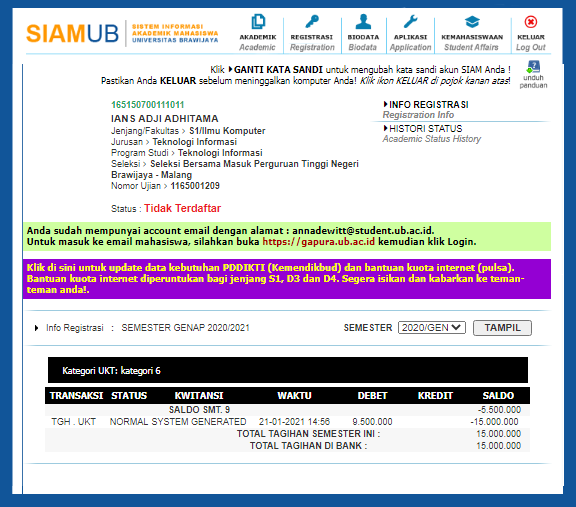 SIAMUB
SISTEM INFORMASI
AKADEMIK MAHASISWA
UNIVERSITAS BRAWIJAYA
AKADEMIK
Academic
REGISTRASI
Registration
BIODATA
Biodata
APLIKASI
Application
KEMAHASISWAAN
Student Affairs
KELUAR
Log Out
Klik GANTI KATA SANDI untuk mengubah kata sandi akun SIAM Anda !
Pastikan Anda KELUAR sebelum meninggalkan komputer Anda! Klik ikon KELUAR di pojok kanan atas!
unduh
panduan
165150700111011
IANS ADJI ADHITAMA
Jenjang/Fakultas > S1/Ilmu Komputer
Jurusan > Teknologi Informasi
Program Studi > Teknologi Informasi
Seleksi > Seleksi Bersama Masuk Perguruan Tinggi Negeri
Brawijaya - Malang
Nomor Ujian > 1165001209
Status : Tidak Terdaftar
INFO REGISTRASI
Registration Info
HISTORI STATUS
Academic Status History
Anda sudah mempunyai account email dengan alamat : annadewitt@student.ub.ac.id.
Untuk masuk ke email mahasiswa, silahkan buka https://gapura.ub.ac.id kemudian klik Login.
Klik di sini untuk update data kebutuhan PDDIKTI (Kemendikbud) dan bantuan kuota internet (pulsa).
Bantuan kuota internet diperuntukan bagi jenjang S1, D3 dan D4. Segera isikan dan kabarkan ke teman-
teman anda!.
Info Registrasi : SEMESTER GENAP 2020/2021 SEMESTER 2020/GEN TAMPIL
Kategori UKT: kategori 6
TRANSAKSI STATUS KWITANSI WAKTU DEBET KREDIT SALDO
SALDO SMT. 9 -5.500.000
TGH . UKT NORMAL SYSTEM GENERATED 21-01-2021 14:56 9.500.000 -15.000.000
TOTAL TAGIHAN SEMESTER INI : 15.000.000
TOTAL TAGIHAN DI BANK : 15.000.000